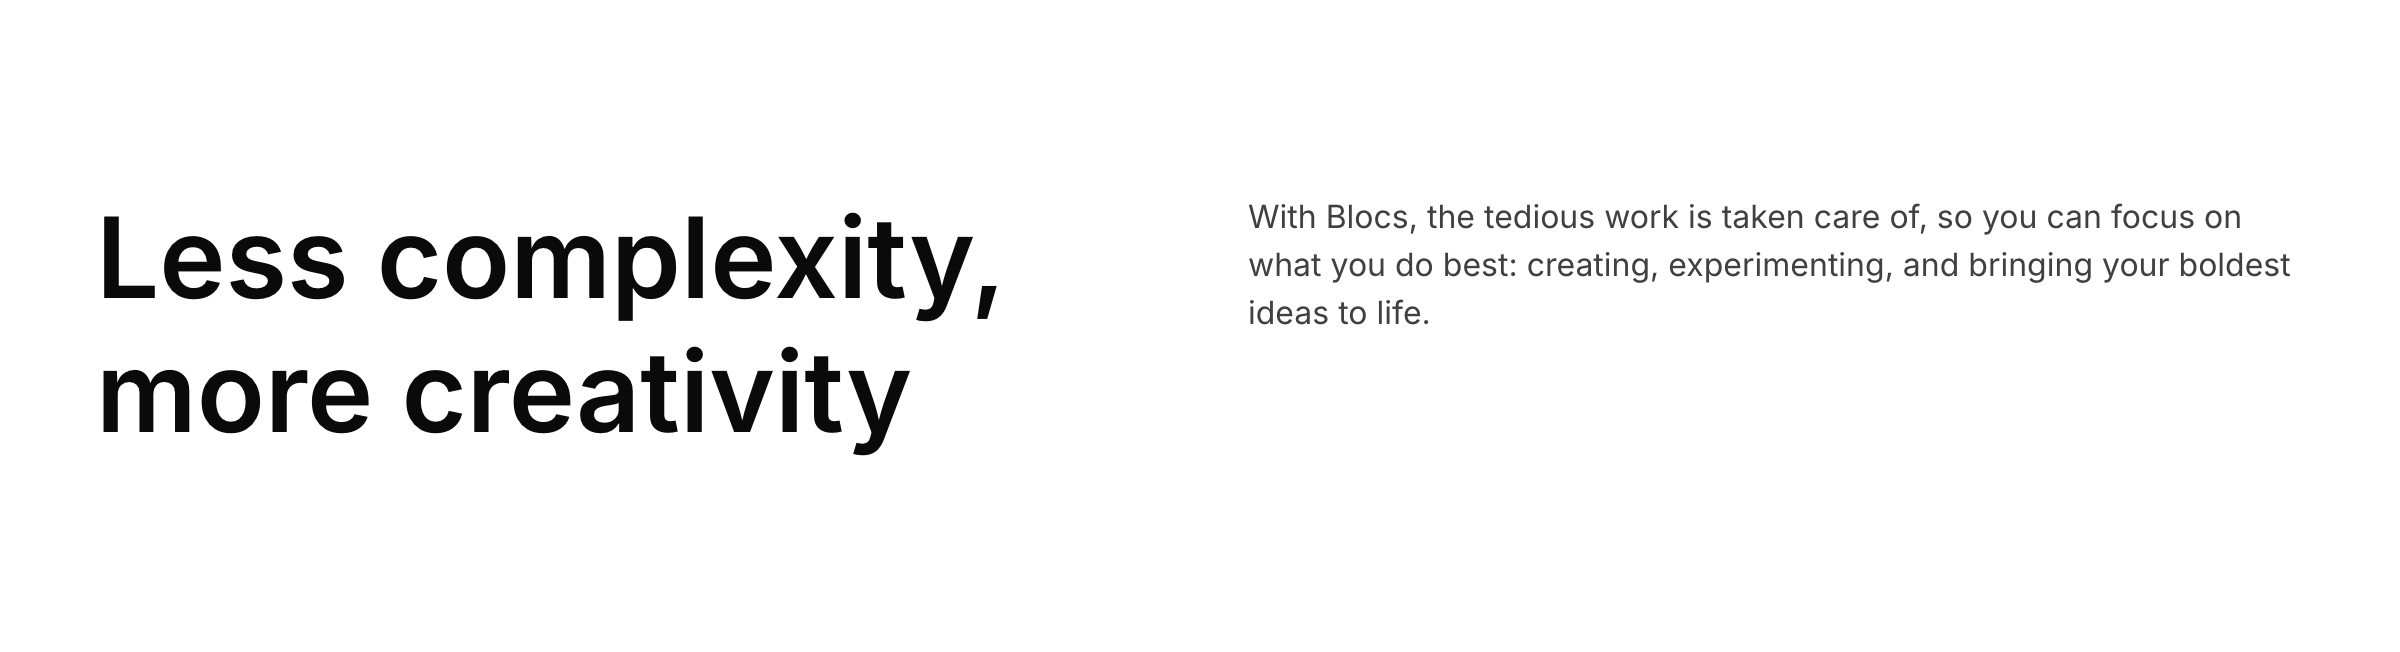 Less complexity,
more creativity
With Blocs, the tedious work is taken care of, so you can focus on
what you do best: creating, experimenting, and bringing your boldest
ideas to life.